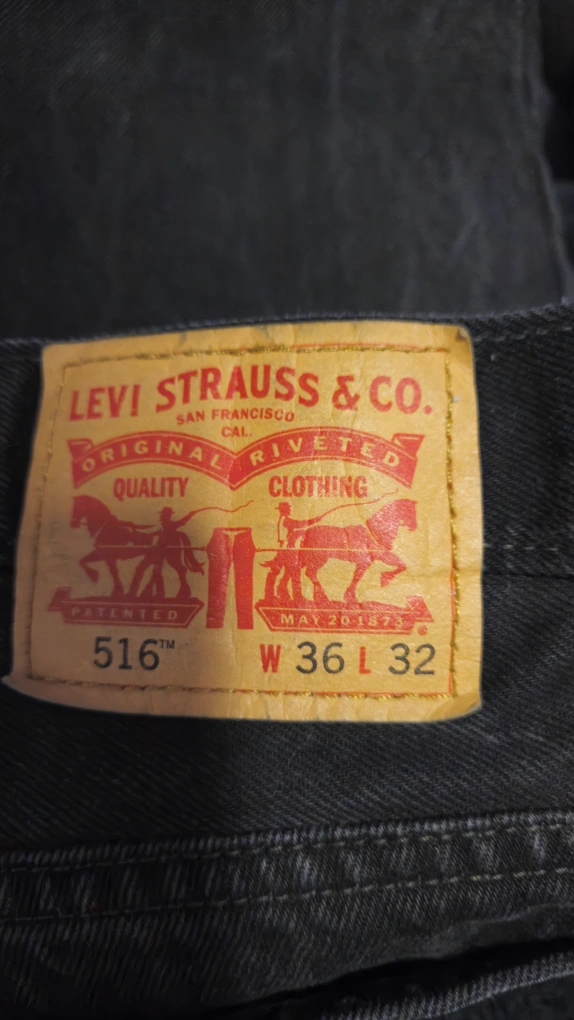 LEVI STRAUSS & CO.
SAN FRANCISCO
CAL.
ORIGINAL RIVETED
QUALITY CLOTHING
PATENTED MAY 20 1873
®
516™ W 36 L 32